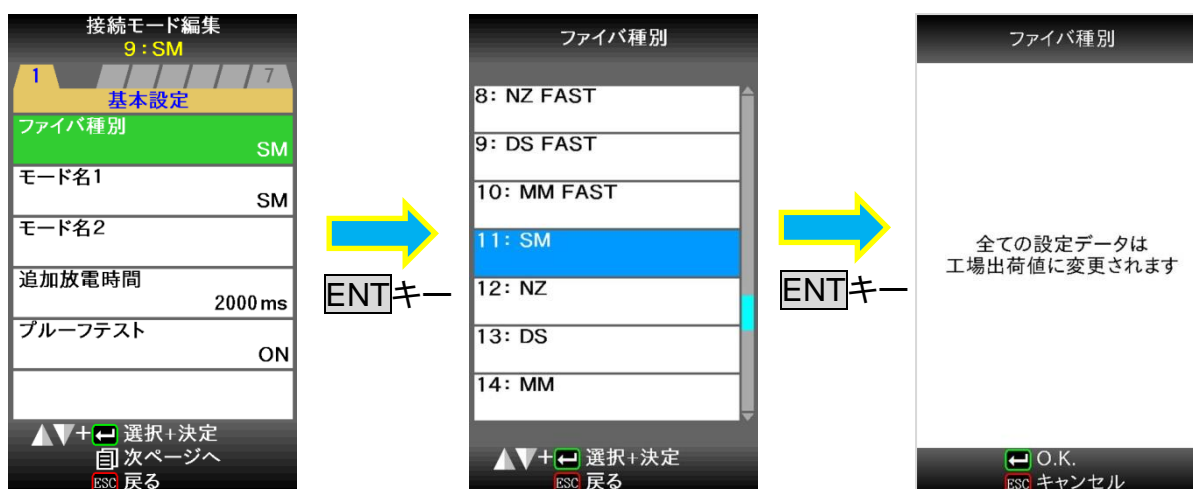 接続モード編集
9:SM
1
7
基本設定
ファイバ種別
SM
モード名1
SM
モード名2
追加放電時間
2000ms
プルーフテスト
ON
▲▼+↵ 選択+決定
次ページへ
ESC 戻る
ENTキー
ファイバ種別
8: NZ FAST
9: DS FAST
10: MM FAST
11: SM
12: NZ
13: DS
14: MM
▲▼+↵ 選択+決定
ESC 戻る
ENTキー
ファイバ種別
全ての設定データは
工場出荷値に変更されます
↵ O.K.
ESC キャンセル